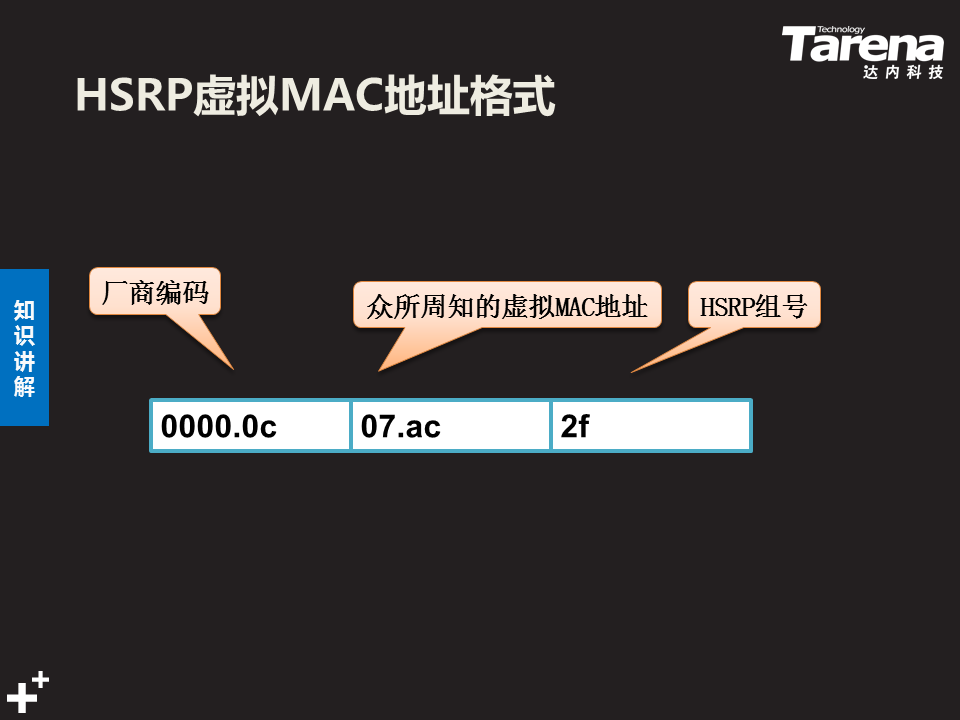 Technology
Tarena
达内科技
HSRP虚拟MAC地址格式
知识讲解
厂商编码
众所周知的虚拟MAC地址
HSRP组号
0000.0c
07.ac
2f